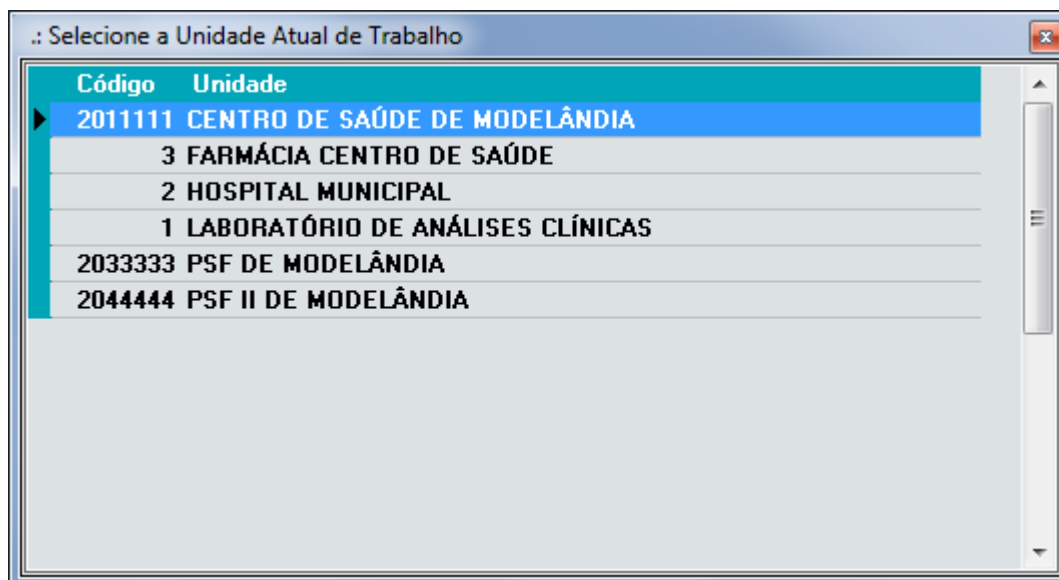 .: Selecione a Unidade Atual de Trabalho
Código Unidade
2011111 CENTRO DE SAÚDE DE MODELÂNDIA
3 FARMÁCIA CENTRO DE SAÚDE
2 HOSPITAL MUNICIPAL
1 LABORATÓRIO DE ANÁLISES CLÍNICAS
2033333 PSF DE MODELÂNDIA
2044444 PSF II DE MODELÂNDIA